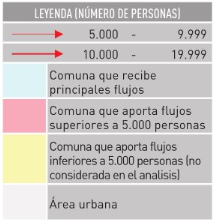 LEYENDA (NÚMERO DE PERSONAS)
5.000 - 9.999
10.000 - 19.999
Comuna que recibe
principales flujos
Comuna que aporta flujos
superiores a 5.000 personas
Comuna que aporta flujos
inferiores a 5.000 personas (no
considerada en el analisis)
Área urbana